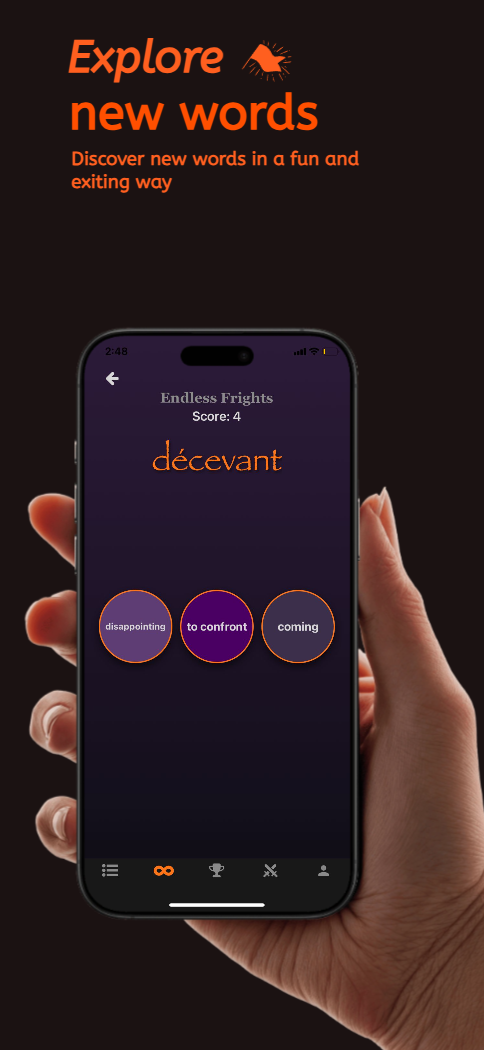 Explore
new words
Discover new words in a fun and
exiting way
2:48
Endless Frights
Score: 4
décevant
disappointing
to confront
coming